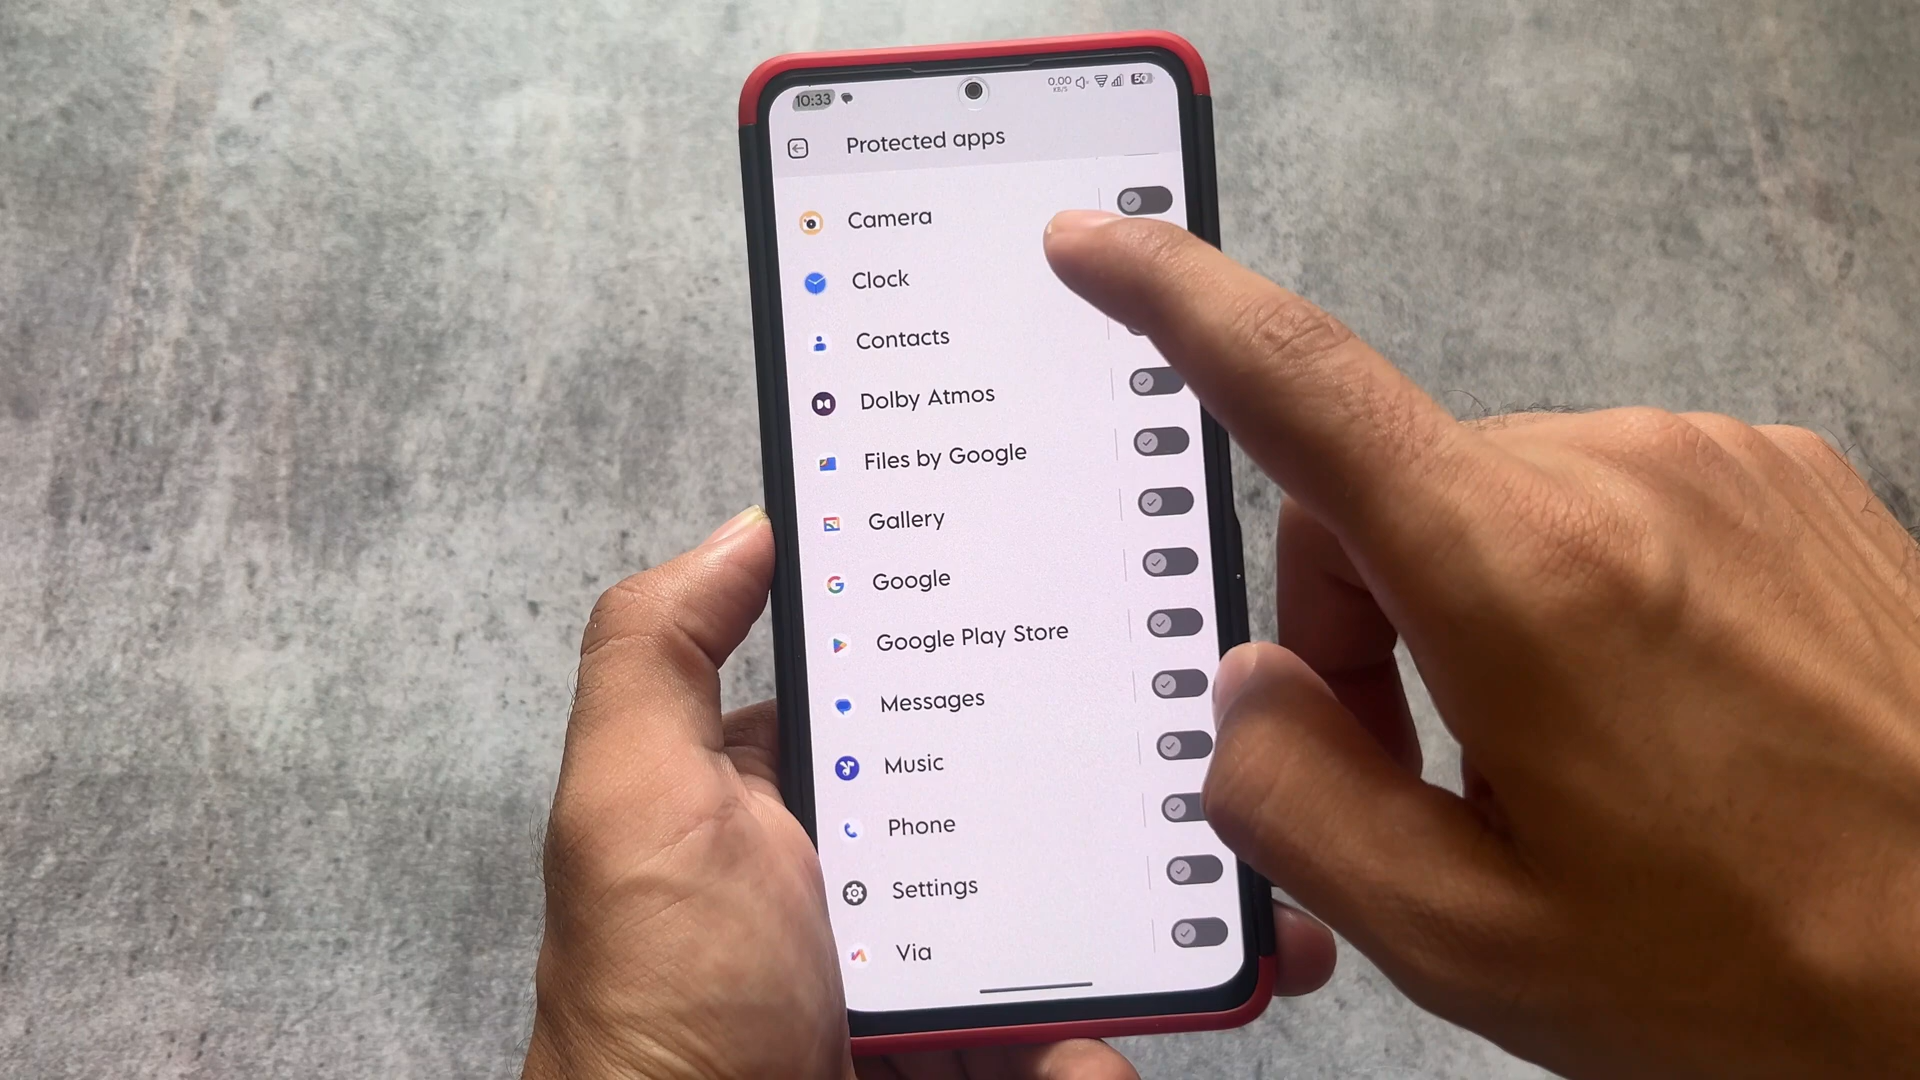 10:33
0.00
KB/S
50
Protected apps
Camera
Clock
Contacts
Dolby Atmos
Files by Google
Gallery
Google
Google Play Store
Messages
Music
Phone
Settings
Via